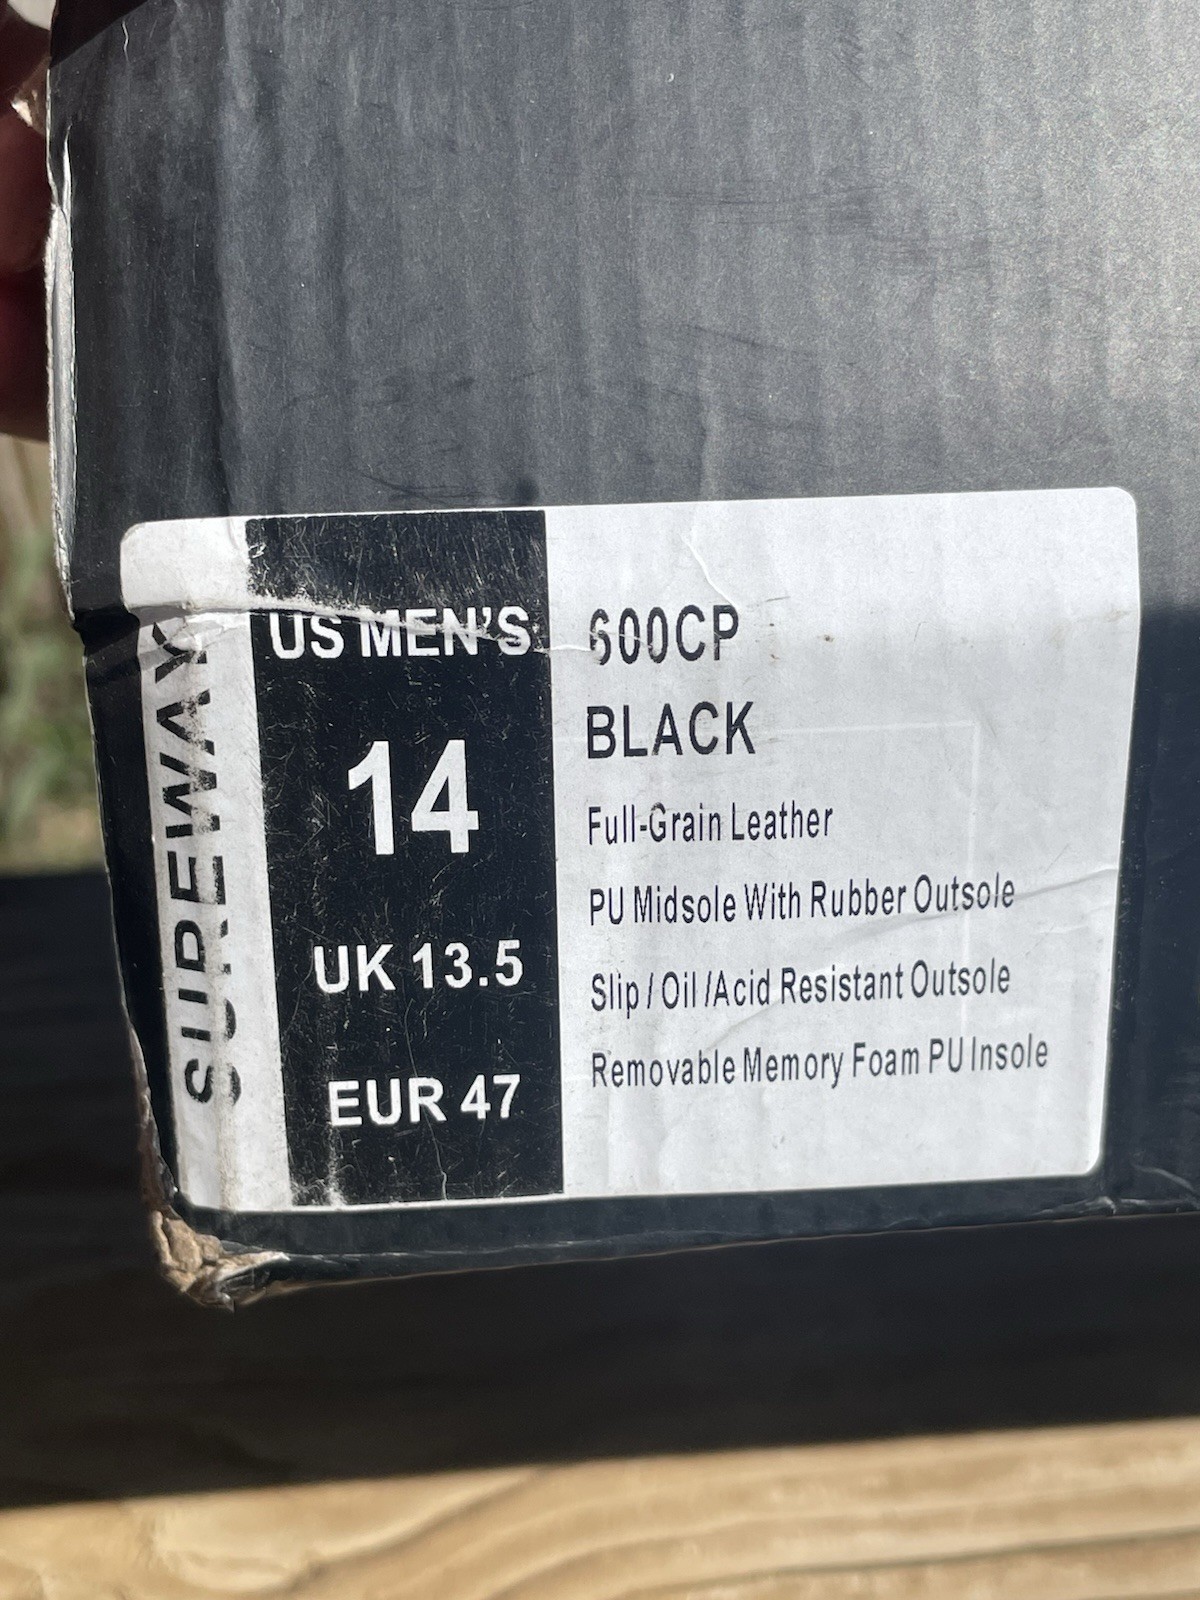 SUREWAY
US MEN'S
14
UK 13.5
EUR 47
600CP
BLACK
Full-Grain Leather
PU Midsole With Rubber Outsole
Slip / Oil /Acid Resistant Outsole
Removable Memory Foam PU Insole